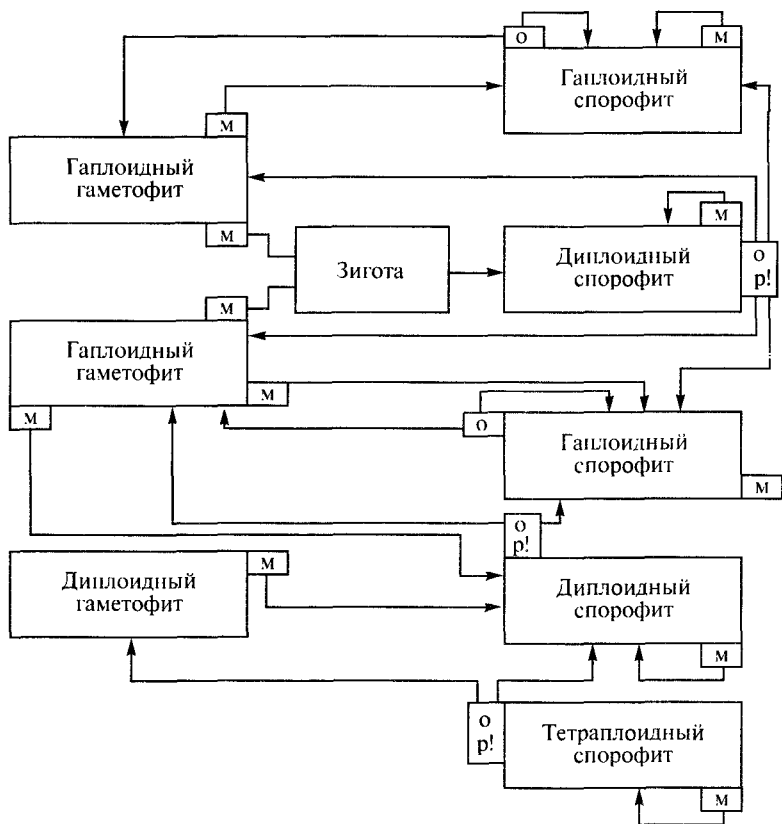 о
м
Гаплоидный
спорофит
м
Гаплоидный
гаметофит
м
м
Зигота
Диплоидный
спорофит
о
р!
м
Гаплоидный
гаметофит
м
м
о
Гаплоидный
спорофит
м
о
р!
Диплоидный
гаметофит
м
Диплоидный
спорофит
м
о
р!
Тетраплоидный
спорофит
м